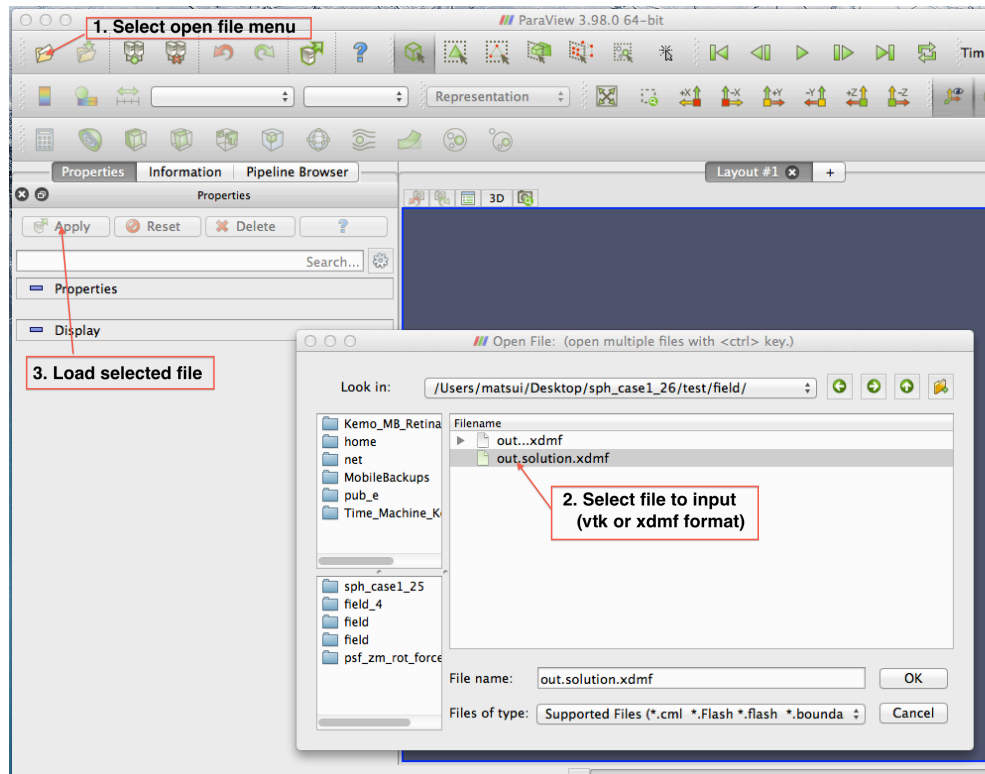 ParaView 3.98.0 64-bit
1. Select open file menu
Tim
Representation
+X -X +Y -Y +Z -Z
Properties Information Pipeline Browser
Layout #1 +
Properties
3D
Apply Reset Delete ?
Search...
Properties
Display
3. Load selected file
Open File: (open multiple files with <ctrl> key.)
Look in: /Users/matsui/Desktop/sph_case1_26/test/field/
Kemo_MB_Retina
home
net
MobileBackups
pub_e
Time_Machine_K
Filename
out...xdmf
out.solution.xdmf
2. Select file to input
(vtk or xdmf format)
sph_case1_25
field_4
field
field
psf_zm_rot_force
File name: out.solution.xdmf OK
Files of type: Supported Files (*.cml *.Flash *.flash *.bounda Cancel